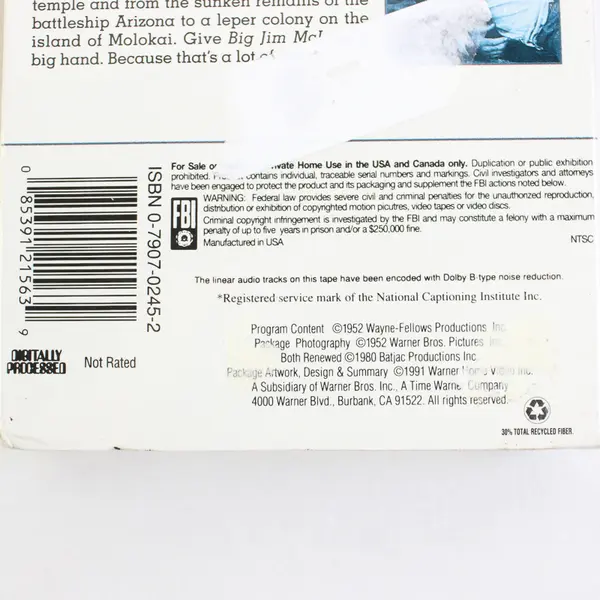 temple and from the sunken remains of the
battleship Arizona to a leper colony on the
island of Molokai. Give Big Jim
big hand. Because that's a lot
For Sale or Private Home Use in the USA and Canada only. Duplication or public exhibition
prohibited. contains individual, traceable serial numbers and markings. Civil investigators and attorneys
have been engaged to protect the product and its packaging and supplement the FBI actions noted below.
FBI
WARNING: Federal law provides severe civil and criminal penalties for the unauthorized reproduction,
distribution or exhibition of copyrighted motion picutres, video tapes or video discs.
Criminal copyright infringement is investigated by the FBI and may constitute a felony with a maximum
penalty of up to five years in prison and/or a $250,000 fine.
Manufactured in USA NTSC
The linear audio tracks on this tape have been encoded with Dolby B-type noise reduction.
*Registered service mark of the National Captioning Institute Inc.
Program Content ©1952 Wayne-Fellows Productions Inc.
Package Photography ©1952 Warner Bros. Pictures Inc.
Both Renewed ©1980 Batjac Productions Inc.
Package Artwork, Design & Summary ©1991 Warner Home Video Inc.
A Subsidiary of Warner Bros. Inc., A Time Warner Company
4000 Warner Blvd., Burbank, CA 91522. All rights reserved.
30% TOTAL RECYCLED FIBER
ISBN 0-7907-0245-2
0 85391 21563 9
DIGITALLY
PROCESSED
Not Rated